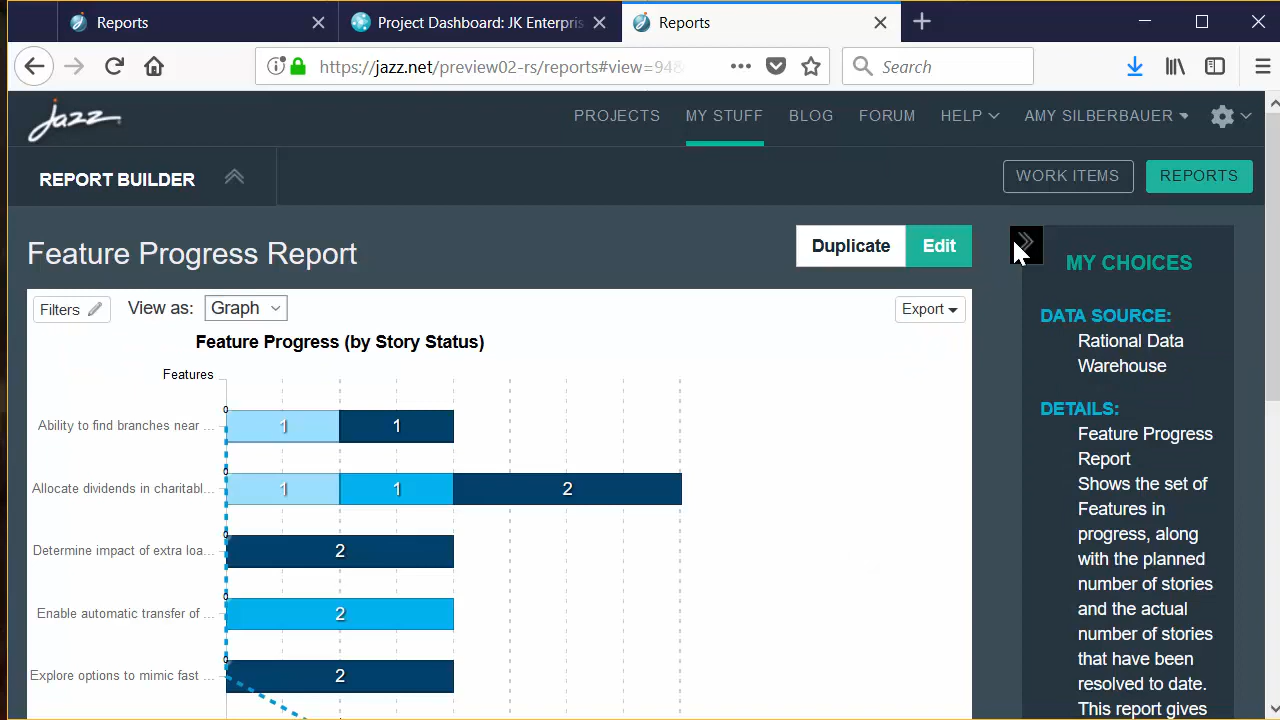 Reports
Project Dashboard: JK Enterpris
Reports
https://jazz.net/preview02-rs/reports#view=948
Search
jazz
PROJECTS
MY STUFF
BLOG
FORUM
HELP
AMY SILBERBAUER
REPORT BUILDER
WORK ITEMS
REPORTS
Feature Progress Report
Duplicate
Edit
Filters
View as:
Graph
Export
Feature Progress (by Story Status)
Features
0
Ability to find branches near ...
1
1
0
Allocate dividends in charitabl...
1
1
2
0
Determine impact of extra loa...
2
0
Enable automatic transfer of ...
2
0
Explore options to mimic fast ...
2
MY CHOICES
DATA SOURCE:
Rational Data
Warehouse
DETAILS:
Feature Progress
Report
Shows the set of
Features in
progress, along
with the planned
number of stories
and the actual
number of stories
that have been
resolved to date.
This report gives